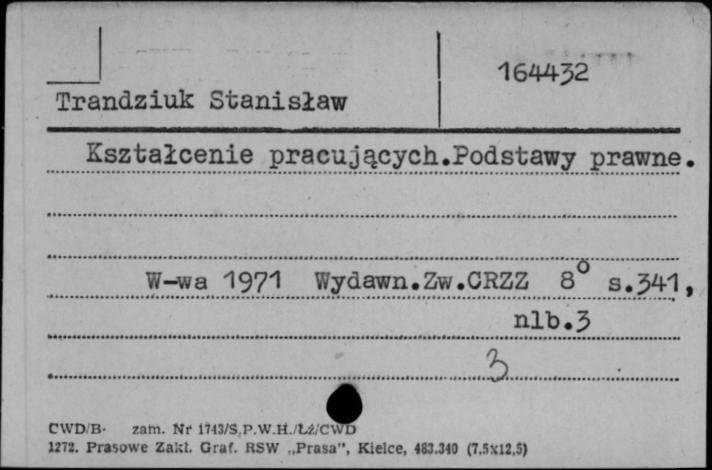 164432
Trandziuk Stanisław
Kształcenie pracujących.Podstawy prawne.
W-wa 1971 Wydawn.Zw.CRZZ 8° s.341,
nlb.3
3
CWD/B- zam. Nr 1743/S,P.W.H./Łź/CWD
1272. Prasowe Zakł. Graf. RSW „Prasa", Kielce, 483.340 (7,5x12,5)